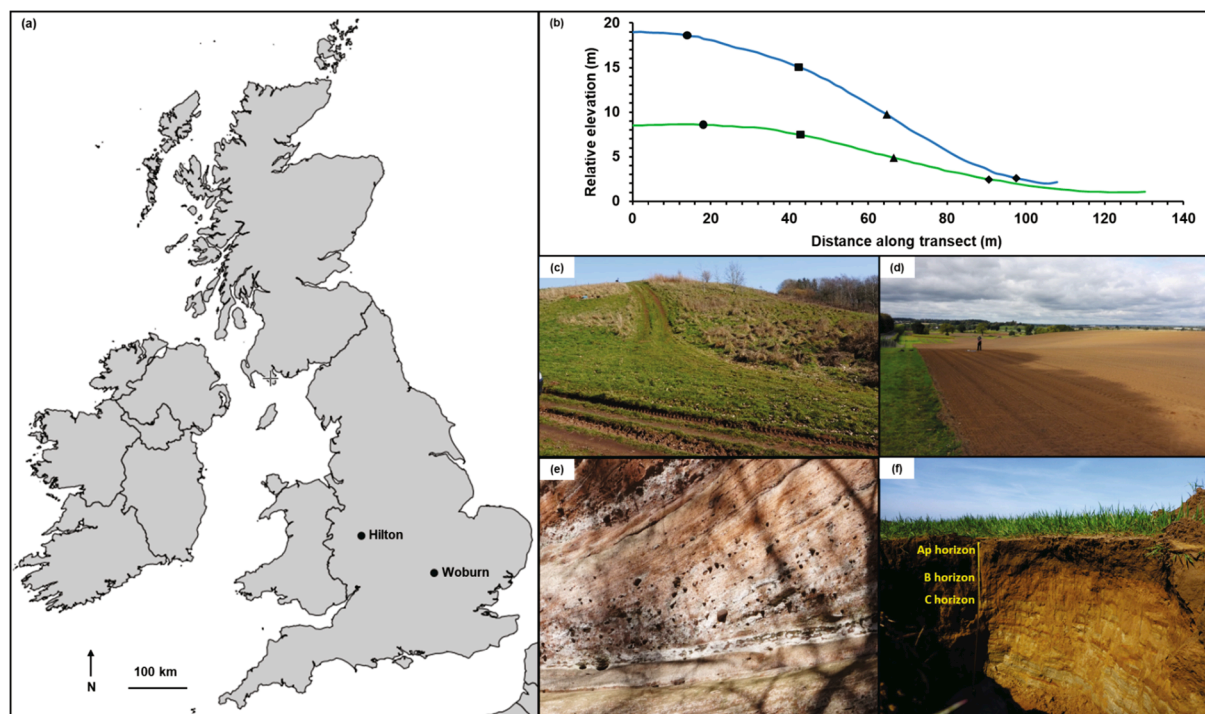 (a)
Hilton
Woburn
N
100 km
(b)
Relative elevation (m)
20
15
10
5
0
0 20 40 60 80 100 120 140
Distance along transect (m)
(c)
(d)
(e)
(f)
Ap horizon
B horizon
C horizon